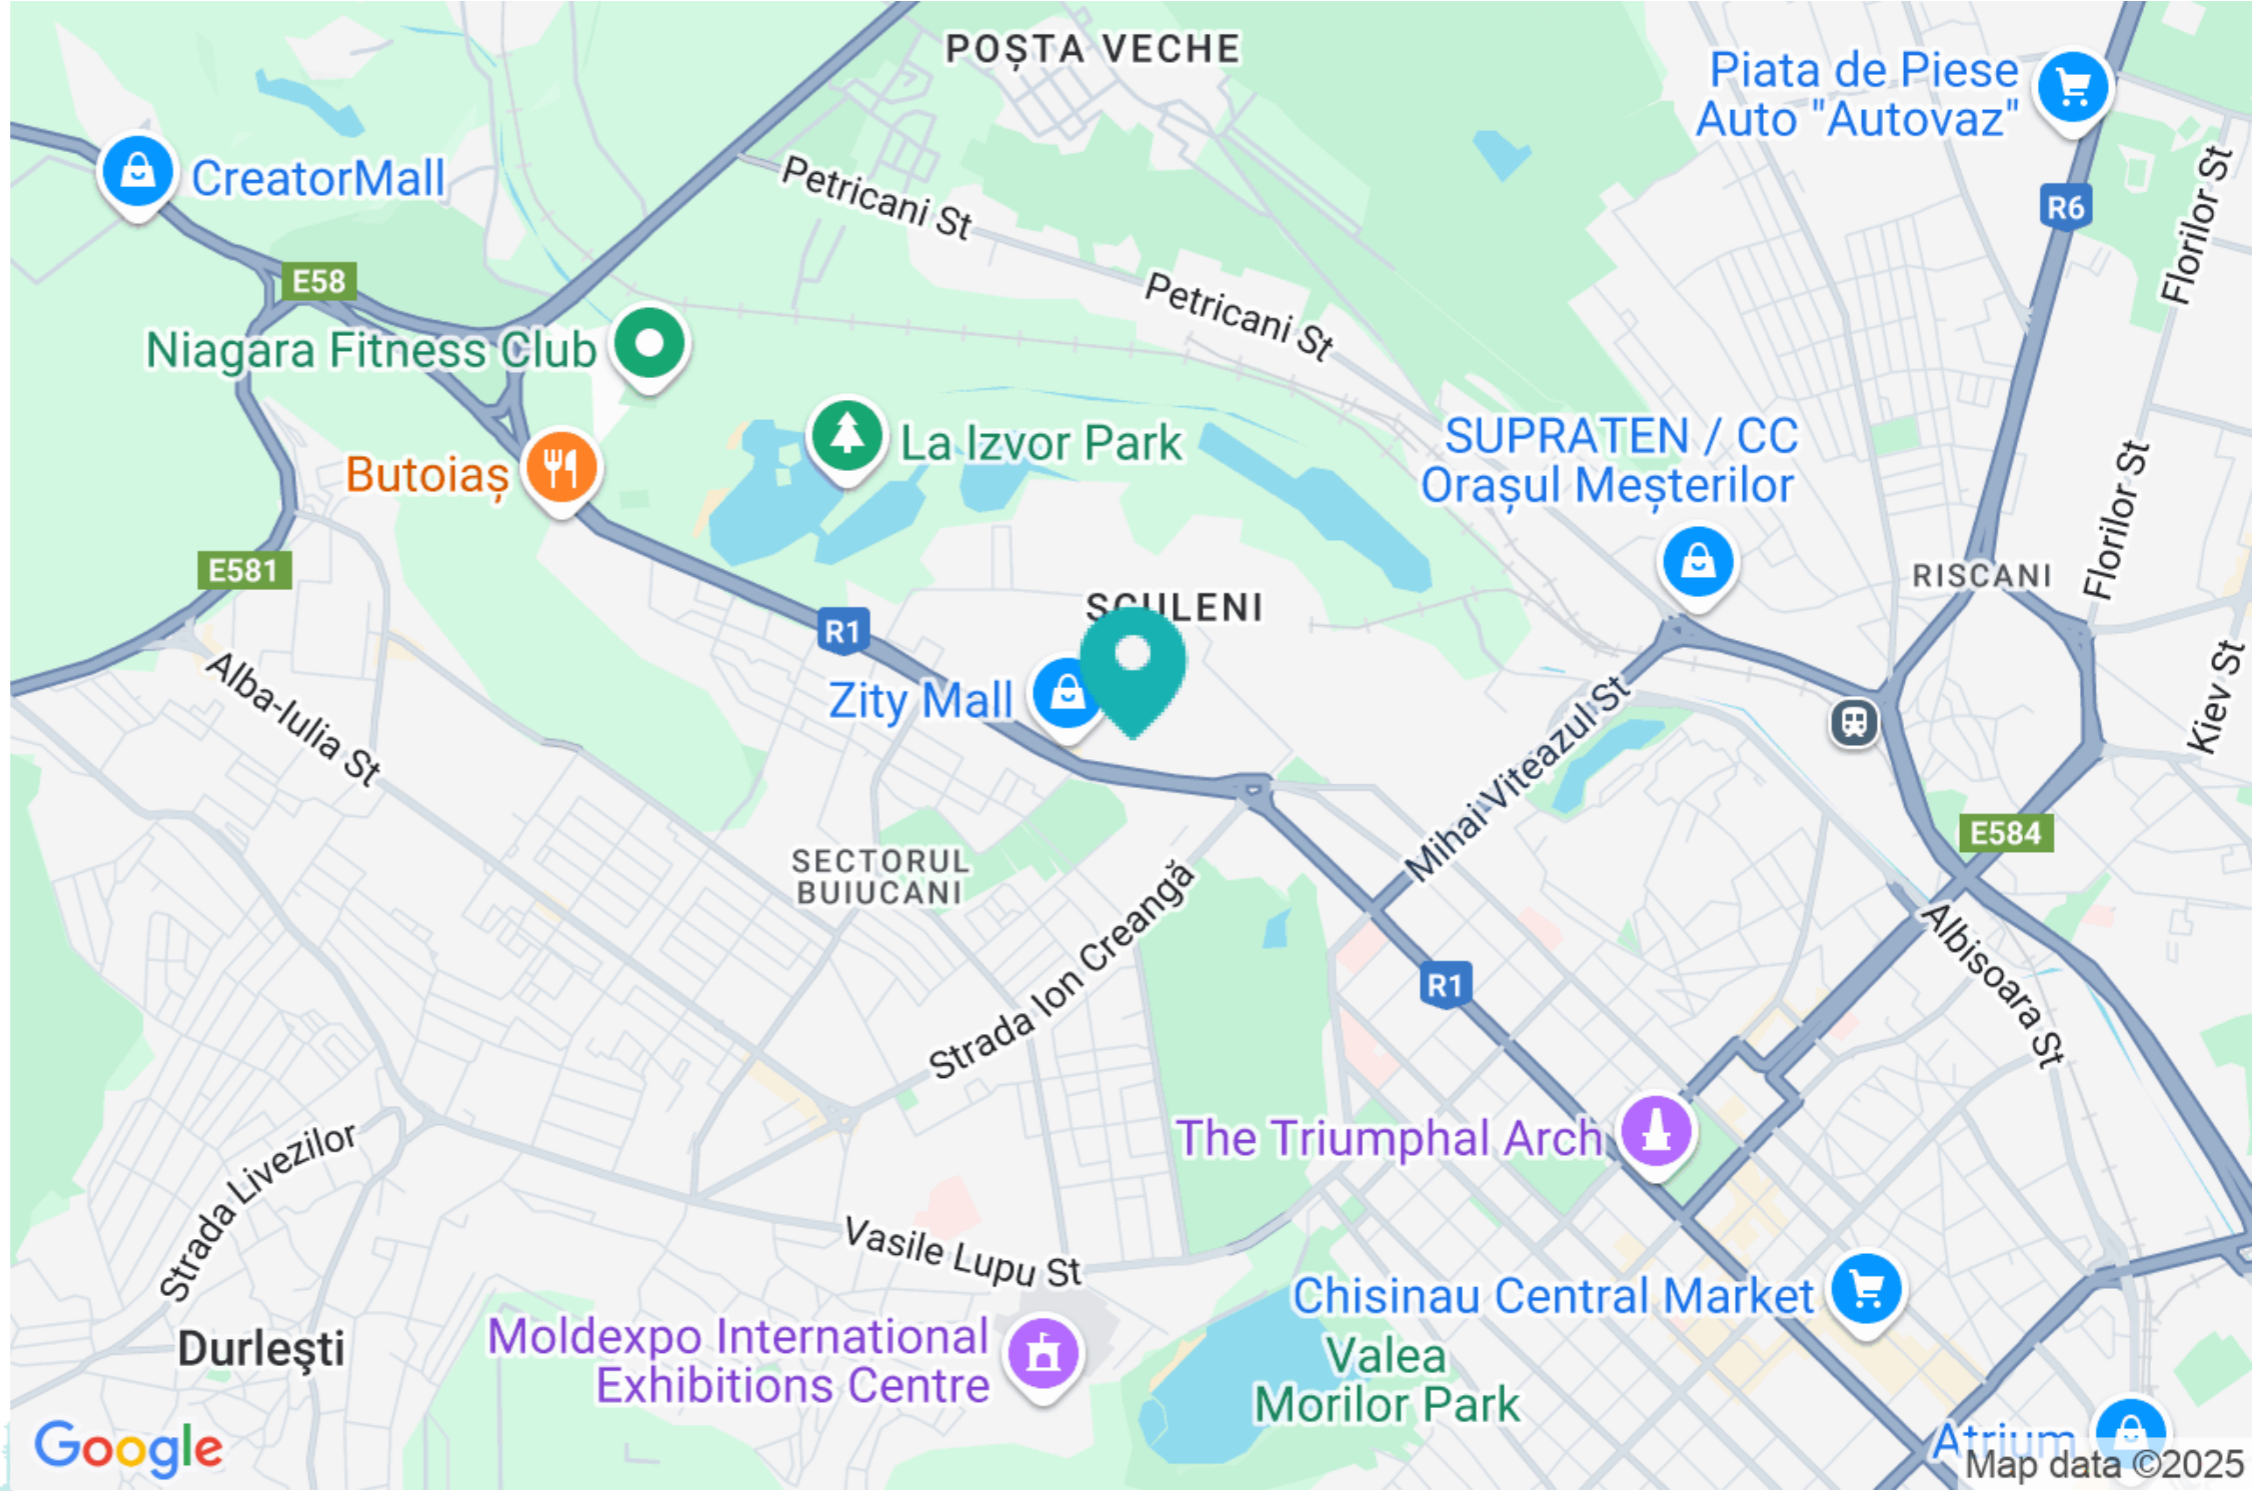 POȘTA VECHE
Piata de Piese
Auto "Autovaz"
CreatorMall
Petricani St
R6
Florilor St
E58
Petricani St
Niagara Fitness Club
La Izvor Park
SUPRATEN / CC
Orașul Meșterilor
Butoiaș
Florilor St
E581
RISCANI
SCULENI
R1
Alba-Iulia St
Zity Mall
Mihai Viteazul St
Kiev St
E584
SECTORUL
BUIUCANI
Strada Ion Creangă
Albisoara St
R1
The Triumphal Arch
Strada Livezilor
Vasile Lupu St
Chisinau Central Market
Durleşti
Moldexpo International
Exhibitions Centre
Valea
Morilor Park
Google
Atrium
Map data ©2025